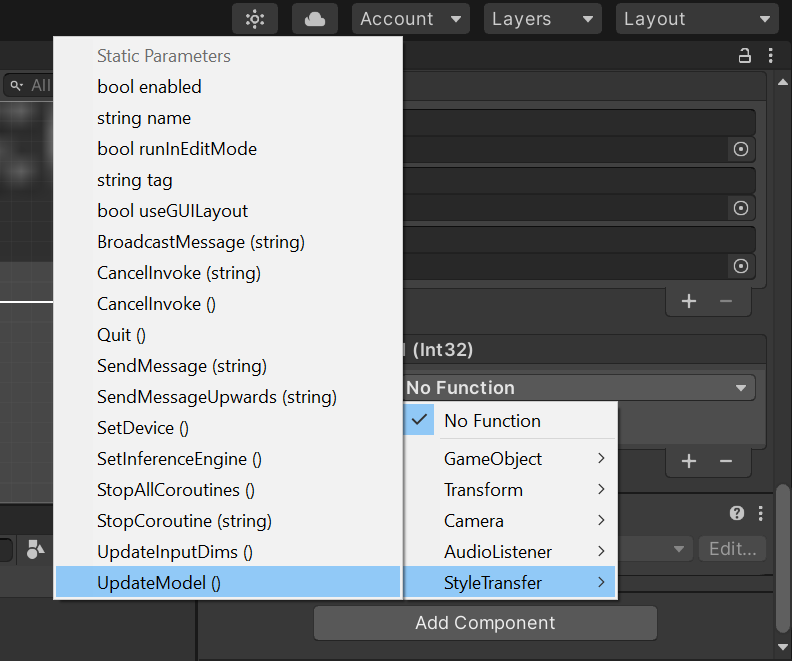 Account
Layers
Layout
All
Static Parameters
bool enabled
string name
bool runInEditMode
string tag
bool useGUILayout
BroadcastMessage (string)
CancelInvoke (string)
CancelInvoke ()
Quit ()
SendMessage (string)
SendMessageUpwards (string)
SetDevice ()
SetInferenceEngine ()
StopAllCoroutines ()
StopCoroutine (string)
UpdateInputDims ()
UpdateModel ()
(Int32)
No Function
No Function
GameObject
Transform
Camera
AudioListener
StyleTransfer
Edit...
Add Component